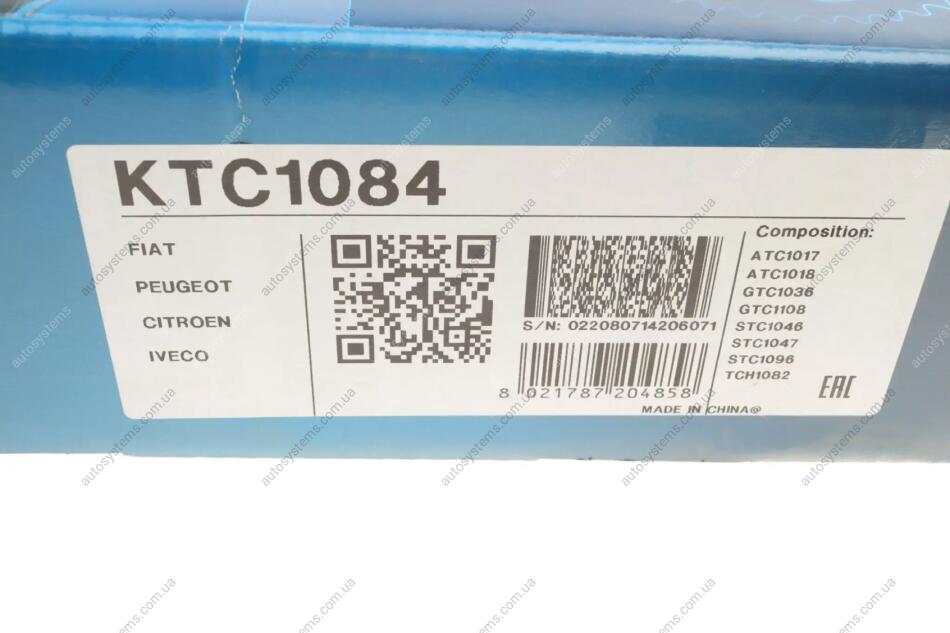 KTC1084
FIAT
PEUGEOT
CITROEN
IVECO
S/N: 022080714206071
8 021787 204858
MADE IN CHINA@
Composition:
ATC1017
ATC1018
GTC1036
GTC1108
STC1046
STC1047
STC1096
TCH1082
EAC
autosystems.com.ua